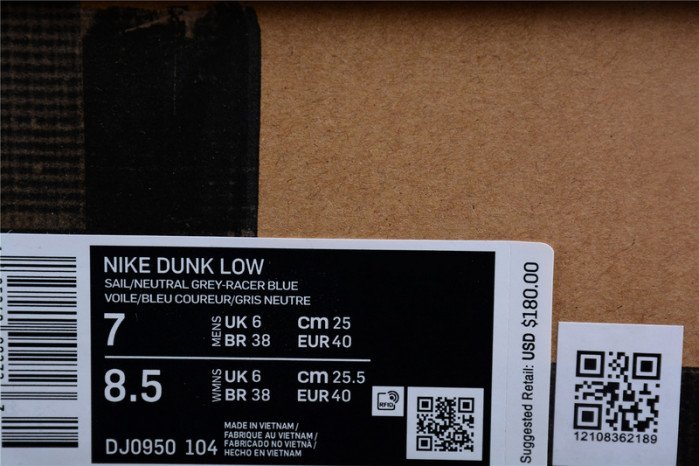 NIKE DUNK LOW
SAIL/NEUTRAL GREY-RACER BLUE
VOILE/BLEU COUREUR/GRIS NEUTRE
7
MENS
UK 6
cm 25
BR 38
EUR 40
8.5
WMNS
UK 6
cm 25.5
BR 38
EUR 40
RFID
DJ0950 104
MADE IN VIETNAM/
FABRIQUE AU VIETNAM/
FABRICADO NO VIETNÃ/
HECHO EN VIETNAM
Suggested Retail: USD $180.00
12108362189